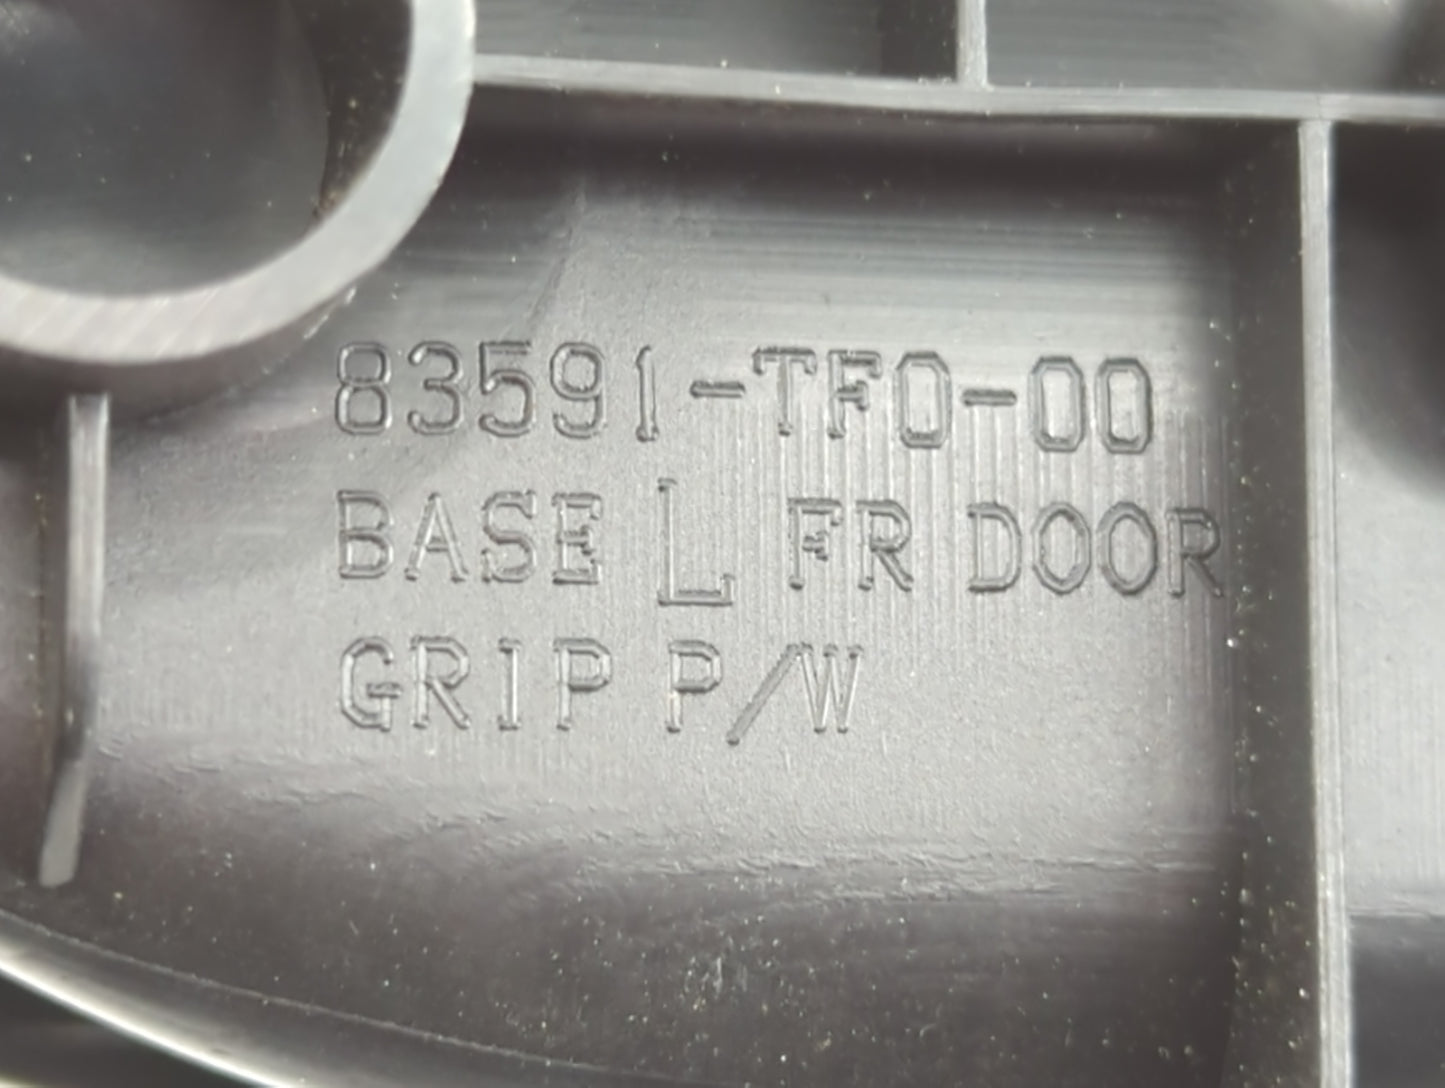 83591-TF0-00
BASE L FR DOOR
GRIP P/W